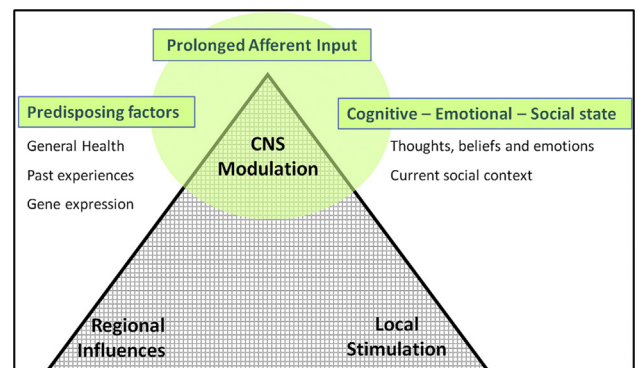 Prolonged Afferent Input
Predisposing factors
General Health
Past experiences
Gene expression
Cognitive – Emotional – Social state
Thoughts, beliefs and emotions
Current social context
CNS
Modulation
Regional
Influences
Local
Stimulation